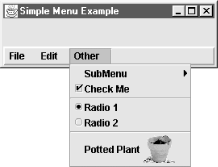 Simple Menu Example
File Edit Other
SubMenu
Check Me
Radio 1
Radio 2
Potted Plant